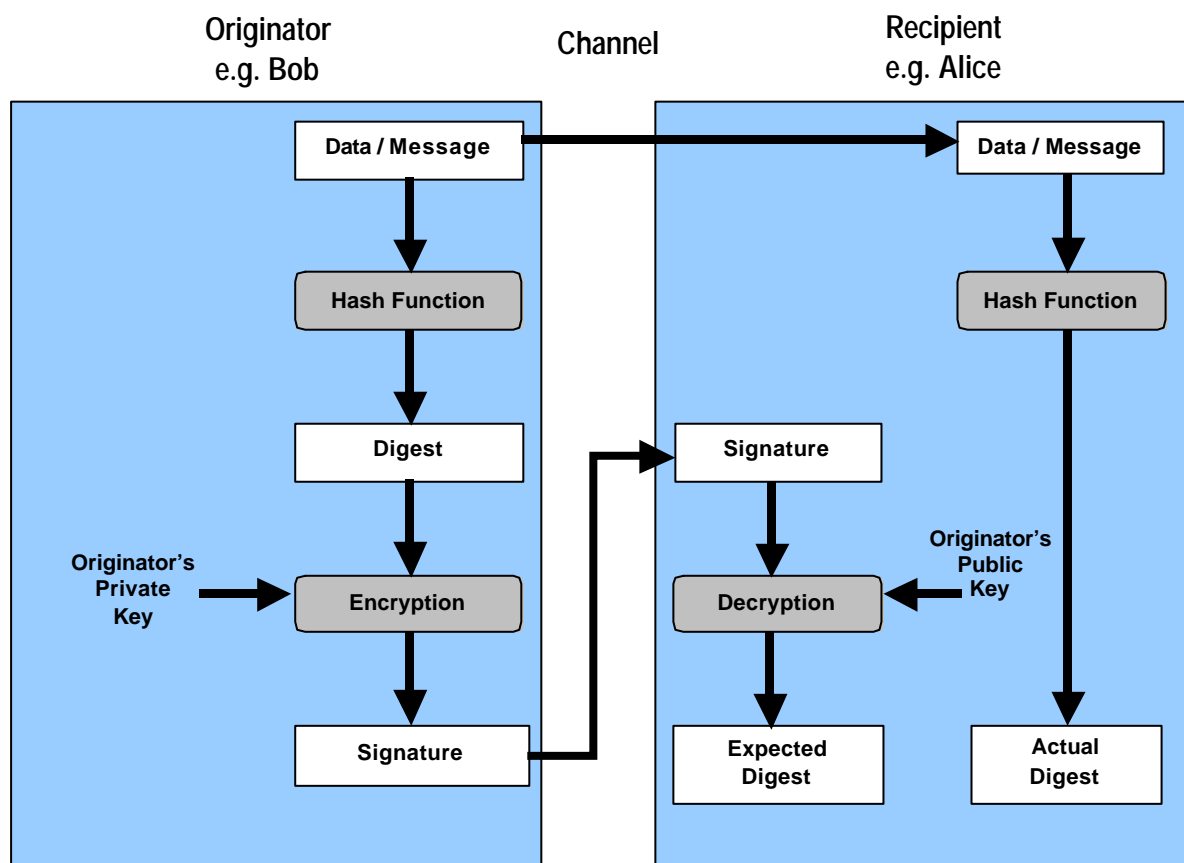 Originator
e.g. Bob
Channel
Recipient
e.g. Alice
Data / Message
Data / Message
Hash Function
Hash Function
Digest
Signature
Originator's
Private
Key
Encryption
Decryption
Originator's
Public
Key
Signature
Expected
Digest
Actual
Digest